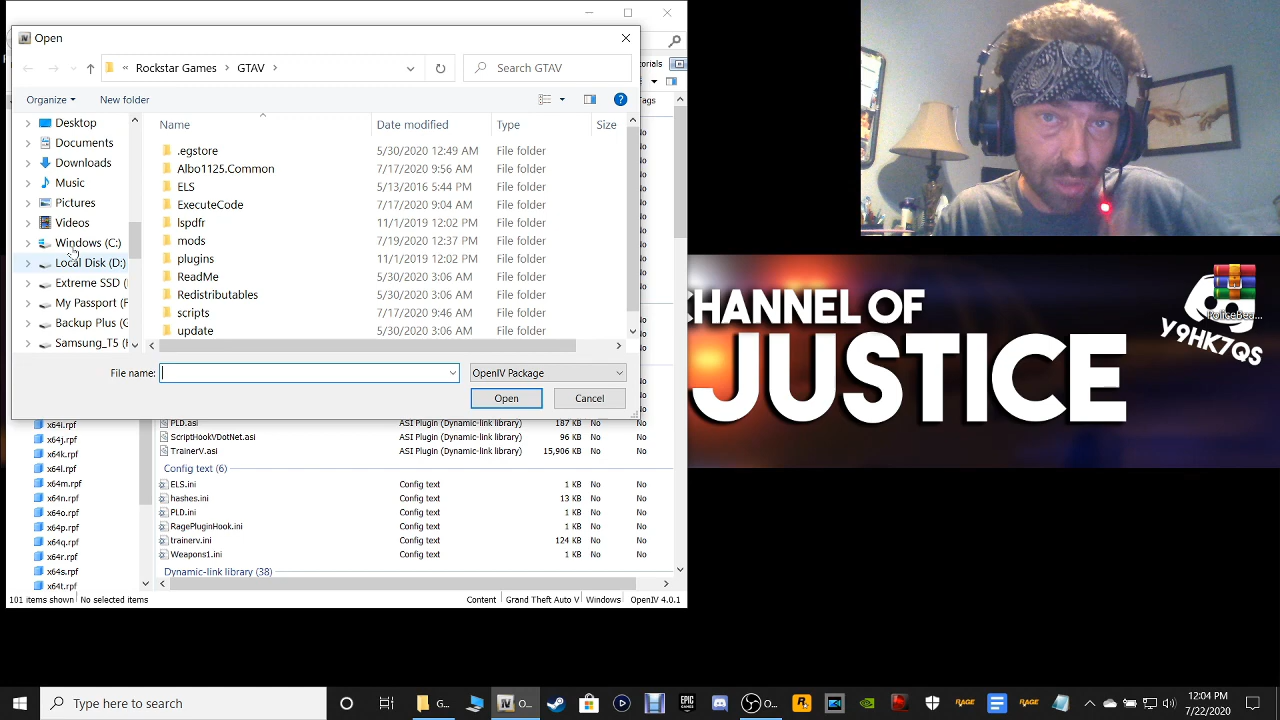 Open
« Rockstar Games > GTAV >
Search GTAV
Organize
New folder
Desktop
Documents
Downloads
Music
Pictures
Videos
Windows (C:)
Local Disk (D:)
Extreme SSD (
My Passport (F
Backup Plus (G
Samsung_T5 (H
Name Date modified Type Size
.egstore 5/30/2020 12:49 AM File folder
Albo1125.Common 7/17/2020 9:56 AM File folder
ELS 5/13/2016 5:44 PM File folder
ExecuteCode 7/17/2020 9:04 AM File folder
lspdfr 11/1/2019 12:02 PM File folder
mods 7/19/2020 12:37 PM File folder
plugins 11/1/2019 12:02 PM File folder
ReadMe 5/30/2020 3:06 AM File folder
Redistributables 5/30/2020 3:06 AM File folder
scripts 7/17/2020 9:46 AM File folder
update 5/30/2020 3:06 AM File folder
File name:
OpenIV Package
Open
Cancel
torials
Tags
No
x64i.rpf
x64j.rpf
x64k.rpf
x64l.rpf
x64m.rpf
x64n.rpf
x64o.rpf
x64p.rpf
x64q.rpf
x64r.rpf
x64s.rpf
x64t.rpf
PLD.asi ASI Plugin (Dynamic-link library) 187 KB No No
ScriptHookVDotNet.asi ASI Plugin (Dynamic-link library) 96 KB No No
TrainerV.asi ASI Plugin (Dynamic-link library) 15,906 KB No No
Config text (6)
ELS.ini Config text 1 KB No No
hashes.ini Config text 13 KB No No
PLD.ini Config text 1 KB No No
RagePluginHook.ini Config text 1 KB No No
trainerv.ini Config text 124 KB No No
Weapons1.ini Config text 1 KB No No
Dynamic-link library (38)
101 items shown No selected items
Content Grand Theft Auto V Windows OpenIV 4.0.1
CHANNEL OF
JUSTICE
Y9HK7QS
PoliceBea...
Type here to search
G...
O...
EPIC GAMES
O...
RAGE
RAGE
12:04 PM
7/22/2020